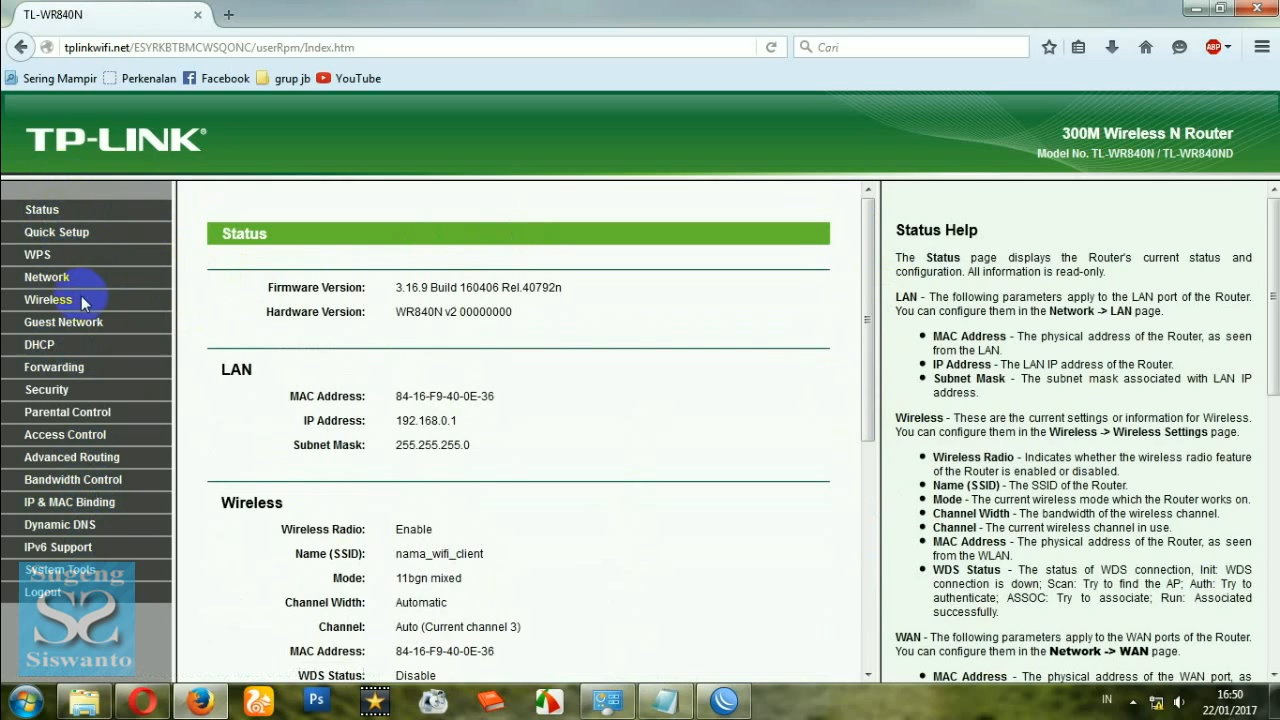 TL-WR840N
tplinkwifi.net/ESYRKBTBMCWSQONC/userRpm/Index.htm
Cari
ABP
Sering Mampir
Perkenalan
Facebook
grup jb
YouTube
TP-LINK®
300M Wireless N Router
Model No. TL-WR840N / TL-WR840ND
Status
Quick Setup
WPS
Network
Wireless
Guest Network
DHCP
Forwarding
Security
Parental Control
Access Control
Advanced Routing
Bandwidth Control
IP & MAC Binding
Dynamic DNS
IPv6 Support
System Tools
Logout
Sugeng
SS
Siswanto
Status
Firmware Version: 3.16.9 Build 160406 Rel.40792n
Hardware Version: WR840N v2 00000000
LAN
MAC Address: 84-16-F9-40-0E-36
IP Address: 192.168.0.1
Subnet Mask: 255.255.255.0
Wireless
Wireless Radio: Enable
Name (SSID): nama_wifi_client
Mode: 11bgn mixed
Channel Width: Automatic
Channel: Auto (Current channel 3)
MAC Address: 84-16-F9-40-0E-36
WDS Status: Disable
Status Help
The Status page displays the Router's current status and
configuration. All information is read-only.
LAN - The following parameters apply to the LAN port of the Router.
You can configure them in the Network -> LAN page.
MAC Address - The physical address of the Router, as seen
from the LAN.
IP Address - The LAN IP address of the Router.
Subnet Mask - The subnet mask associated with LAN IP
address.
Wireless - These are the current settings or information for Wireless.
You can configure them in the Wireless -> Wireless Settings page.
Wireless Radio - Indicates whether the wireless radio feature
of the Router is enabled or disabled.
Name (SSID) - The SSID of the Router.
Mode - The current wireless mode which the Router works on.
Channel Width - The bandwidth of the wireless channel.
Channel - The current wireless channel in use.
MAC Address - The physical address of the Router, as seen
from the WLAN.
WDS Status - The status of WDS connection, Init: WDS
connection is down; Scan: Try to find the AP; Auth: Try to
authenticate; ASSOC: Try to associate; Run: Associated
successfully.
WAN - The following parameters apply to the WAN ports of the Router.
You can configure them in the Network -> WAN page.
MAC Address - The physical address of the WAN port, as
Ps
IN
16:50
22/01/2017